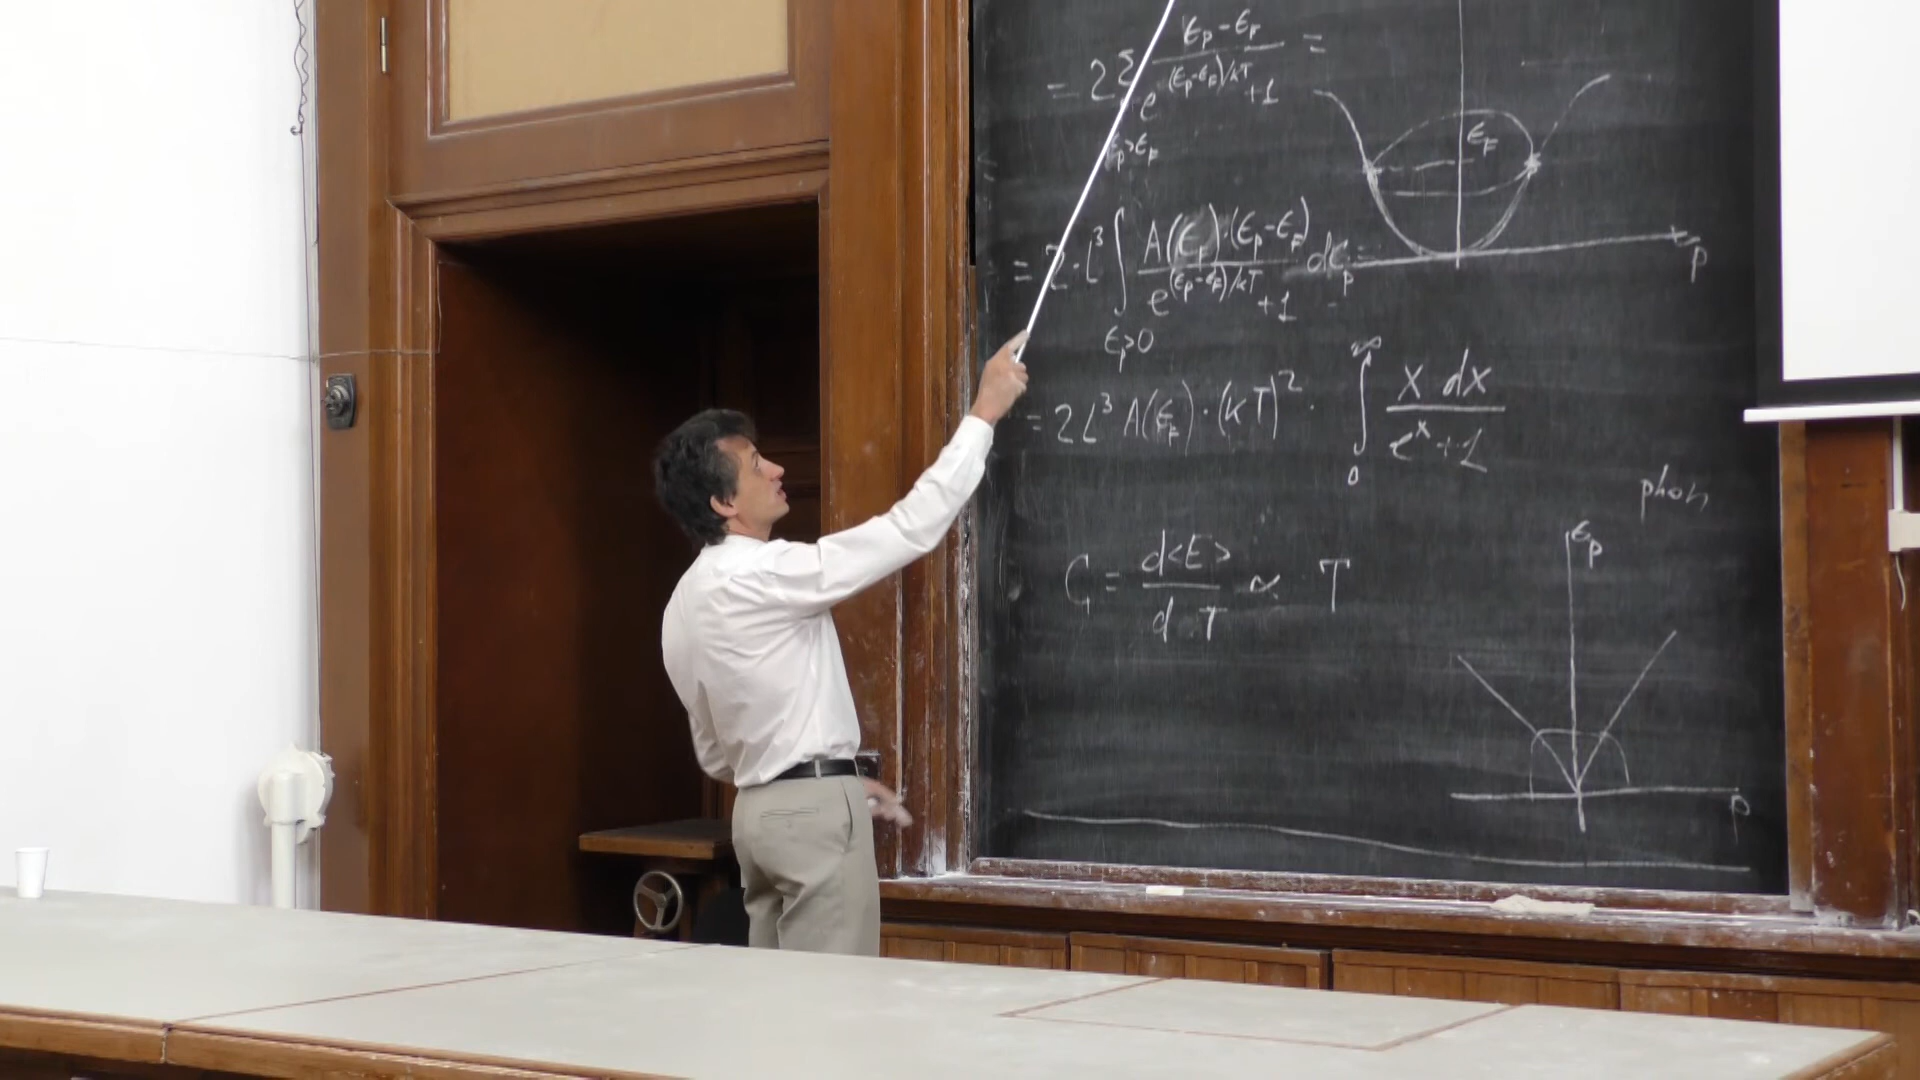 = 2 Σ (ϵ_p - ϵ_F) / (e^{(ϵ_p - ϵ_F)/kT} + 1) =
ϵ_p > ϵ_F
ϵ_F
p
= 2·L^3 ∫ A(ϵ_p)·(ϵ_p - ϵ_F) / (e^{(ϵ_p - ϵ_F)/kT} + 1) dϵ_p =
ϵ_p > 0
= 2L^3 A(ϵ_F)·(kT)^2 · ∫_0^∞ x dx / (e^x + 1)
phon
ϵ_p
C = d<E> / dT ∝ · T
p